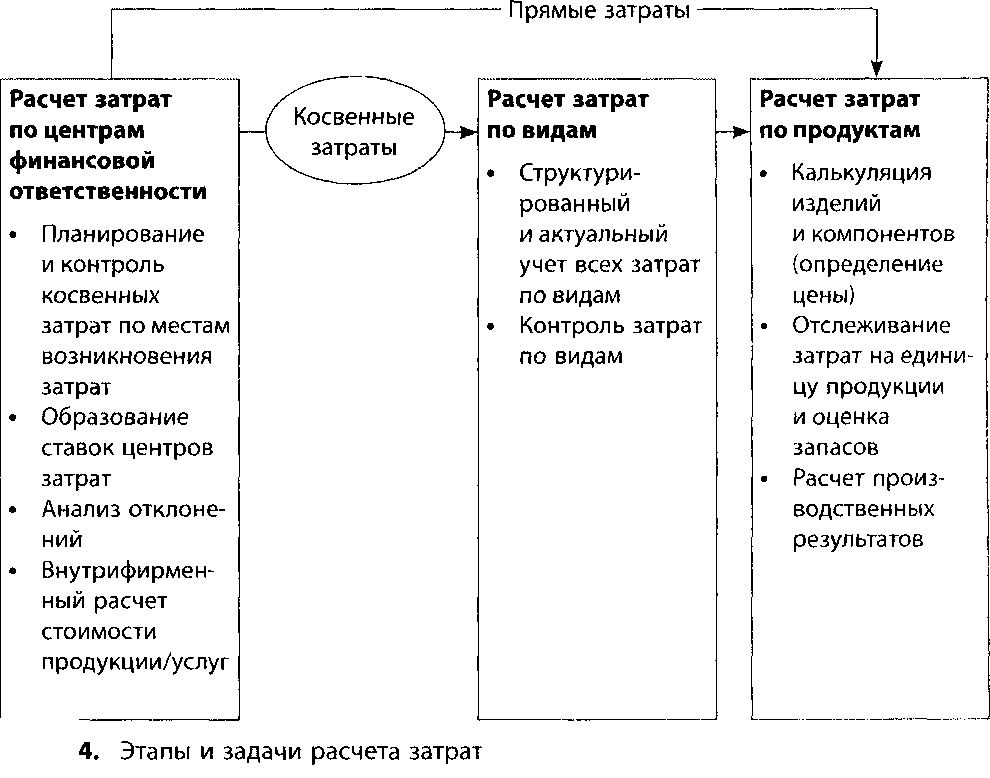 Прямые затраты
Расчет затрат
по центрам
финансовой
ответственности
• Планирование
и контроль
косвенных
затрат по местам
возникновения
затрат
• Образование
ставок центров
затрат
• Анализ отклоне-
ний
• Внутрифирмен-
ный расчет
стоимости
продукции/услуг
Косвенные
затраты
Расчет затрат
по видам
• Структури-
рованный
и актуальный
учет всех затрат
по видам
• Контроль затрат
по видам
Расчет затрат
по продуктам
• Калькуляция
изделий
и компонентов
(определение
цены)
• Отслеживание
затрат на едини-
цу продукции
и оценка
запасов
• Расчет произ-
водственных
результатов
4. Этапы и задачи расчета затрат